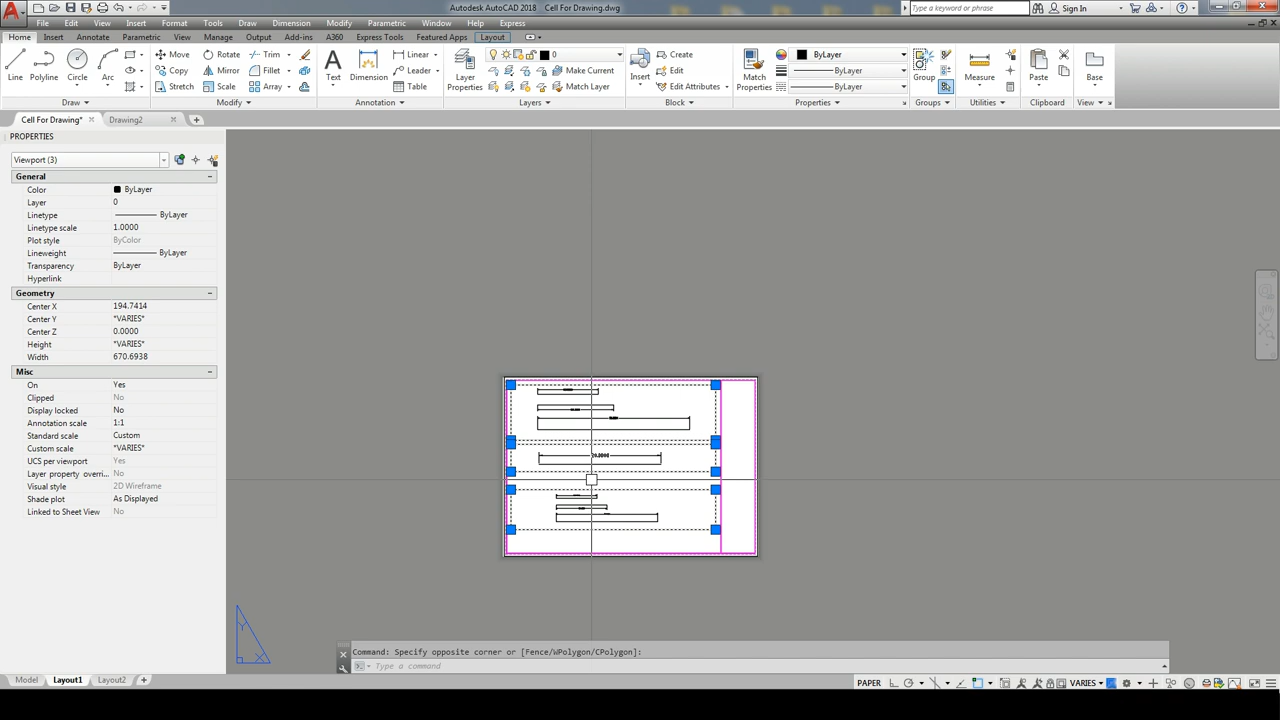 Autodesk AutoCAD 2018 Cell For Drawing.dwg
Type a keyword or phrase
Sign In
File Edit View Insert Format Tools Draw Dimension Modify Parametric Window Help Express
Home Insert Annotate Parametric View Manage Output Add-ins A360 Express Tools Featured Apps Layout
Line Polyline Circle Arc
Move Rotate Trim
Copy Mirror Fillet
Stretch Scale Array
Text Dimension
Linear
Leader
Table
Layer Properties
0
Make Current
Match Layer
Insert
Create
Edit
Edit Attributes
Match Properties
ByLayer
ByLayer
ByLayer
Group
Measure
Paste
Base
Draw Modify Annotation Layers Block Properties Groups Utilities Clipboard View
Cell For Drawing* Drawing2
PROPERTIES
Viewport (3)
General
Color ByLayer
Layer 0
Linetype ByLayer
Linetype scale 1.0000
Plot style ByColor
Lineweight ByLayer
Transparency ByLayer
Hyperlink
Geometry
Center X 194.7414
Center Y *VARIES*
Center Z 0.0000
Height *VARIES*
Width 670.6938
Misc
On Yes
Clipped No
Display locked No
Annotation scale 1:1
Standard scale Custom
Custom scale *VARIES*
UCS per viewport Yes
Layer property overri... No
Visual style 2D Wireframe
Shade plot As Displayed
Linked to Sheet View No
Y
X
Command: Specify opposite corner or [Fence/WPolygon/CPolygon]:
Type a command
Model Layout1 Layout2
PAPER
VARIES